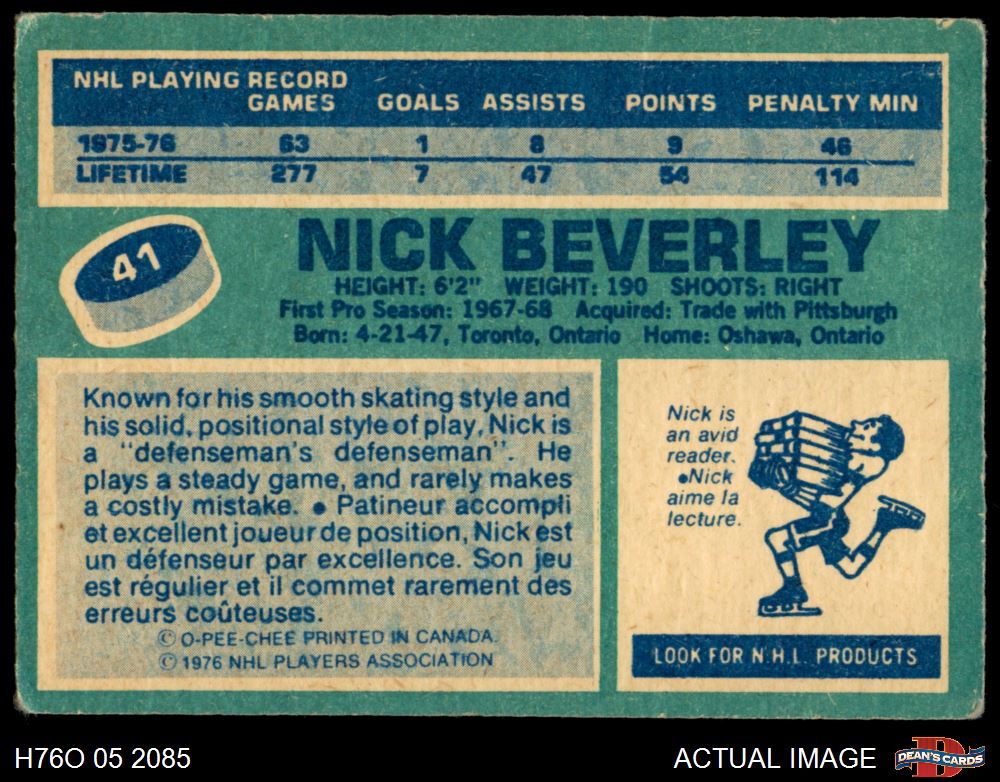 NHL PLAYING RECORD
GAMES GOALS ASSISTS POINTS PENALTY MIN
1975-76 63 1 8 9 46
LIFETIME 277 7 47 54 114
41
NICK BEVERLEY
HEIGHT: 6'2" WEIGHT: 190 SHOOTS: RIGHT
First Pro Season: 1967-68 Acquired: Trade with Pittsburgh
Born: 4-21-47, Toronto, Ontario Home: Oshawa, Ontario
Known for his smooth skating style and
his solid, positional style of play, Nick is
a "defenseman's defenseman". He
plays a steady game, and rarely makes
a costly mistake. • Patineur accompli
et excellent joueur de position, Nick est
un défenseur par excellence. Son jeu
est régulier et il commet rarement des
erreurs coûteuses.
© O-PEE-CHEE PRINTED IN CANADA.
© 1976 NHL PLAYERS ASSOCIATION
Nick is
an avid
reader.
•Nick
aime la
lecture.
LOOK FOR N.H.L. PRODUCTS
H76O 05 2085
ACTUAL IMAGE
D
DEAN'S CARDS